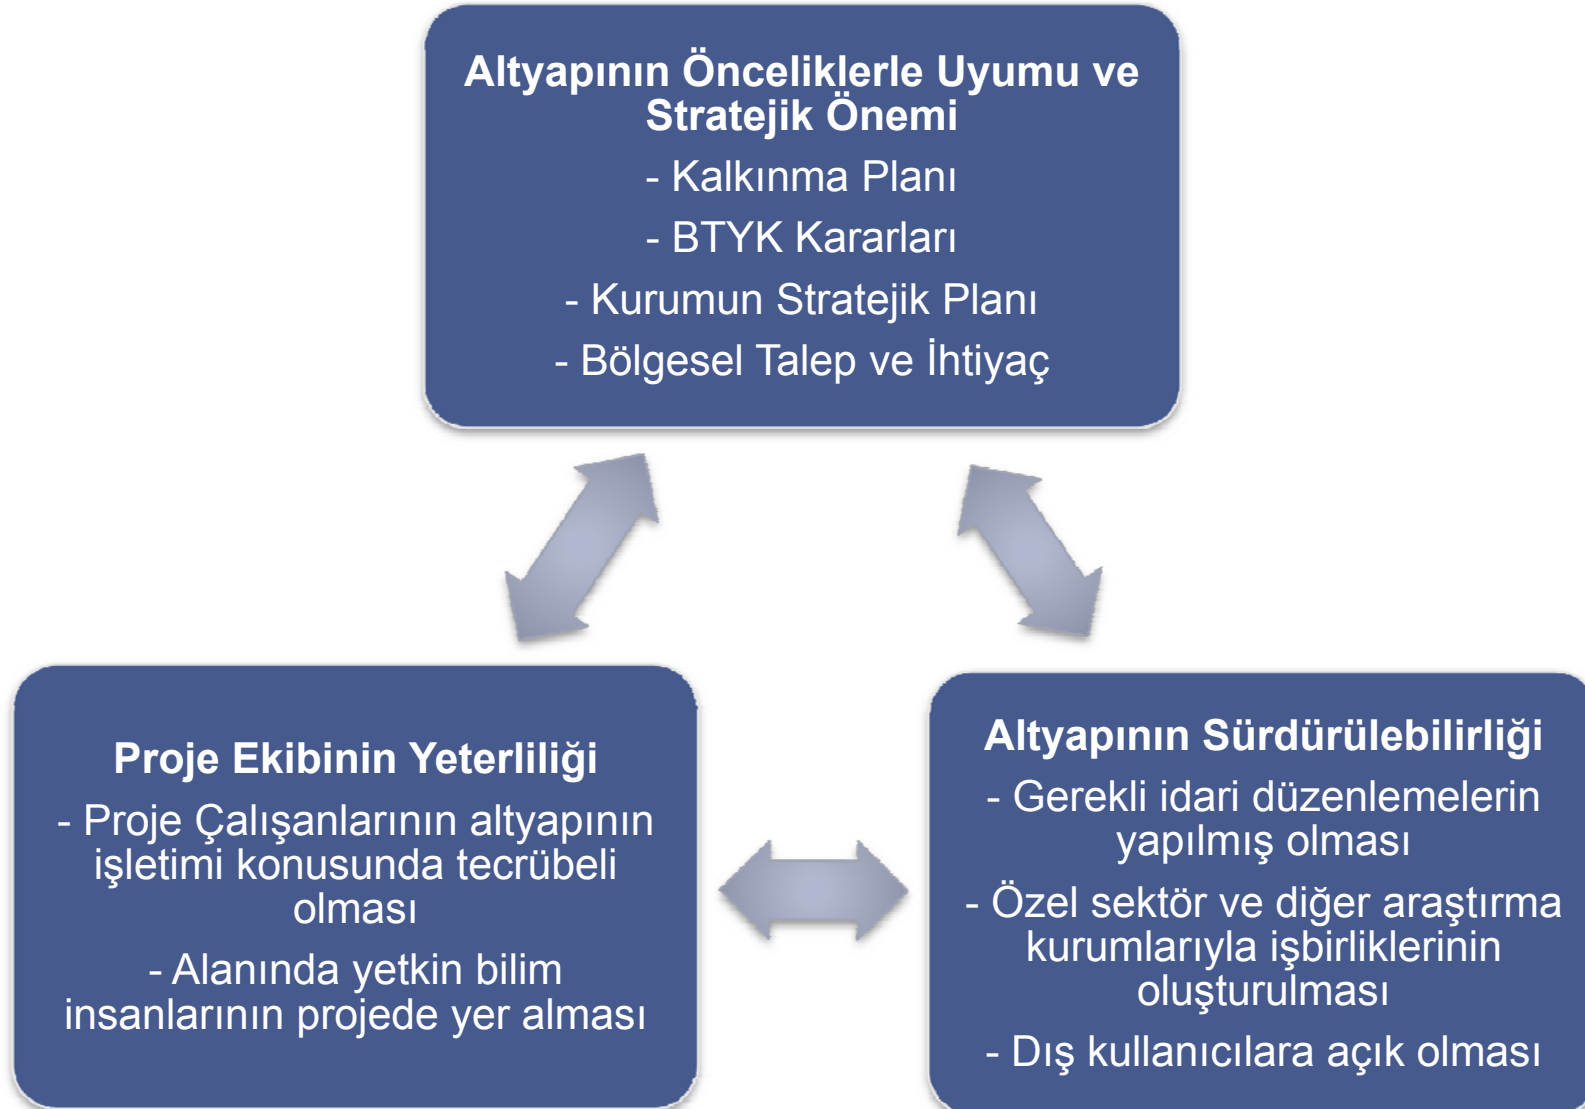 Altyapının Önceliklerle Uyumu ve
Stratejik Önemi
- Kalkınma Planı
- BTYK Kararları
- Kurumun Stratejik Planı
- Bölgesel Talep ve İhtiyaç
Proje Ekibinin Yeterliliği
- Proje Çalışanlarının altyapının
işletimi konusunda tecrübeli
olması
- Alanında yetkin bilim
insanlarının projede yer alması
Altyapının Sürdürülebilirliği
- Gerekli idari düzenlemelerin
yapılmış olması
- Özel sektör ve diğer araştırma
kurumlarıyla işbirliklerinin
oluşturulması
- Dış kullanıcılara açık olması